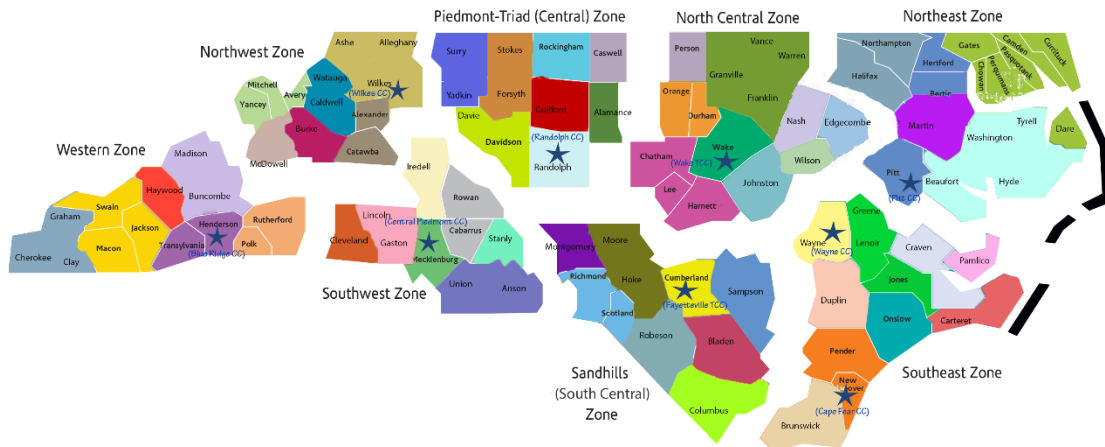 Northwest Zone
Ashe
Alleghany
Wilkes
(Wilkes CC)
Watauga
Mitchell
Avery
Yancey
Caldwell
Alexander
Burke
McDowell
Catawba
Piedmont-Triad (Central) Zone
Surry
Stokes
Rockingham
Caswell
Yadkin
Forsyth
Guilford
Alamance
Davie
Davidson
(Randolph CC)
Randolph
North Central Zone
Person
Vance
Warren
Granville
Orange
Durham
Franklin
Nash
Edgecombe
Chatham
Wake
(Wake TCC)
Wilson
Lee
Harnett
Johnston
Northeast Zone
Northampton
Gates
Camden
Currituck
Pasquotank
Perquimans
Chowan
Hertford
Halifax
Bertie
Martin
Washington
Tyrell
Dare
Pitt
(Pitt CC)
Beaufort
Hyde
Western Zone
Madison
Haywood
Buncombe
Swain
Graham
Jackson
Henderson
Rutherford
Macon
Transylvania
Polk
(Blue Ridge CC)
Cherokee
Clay
Iredell
Rowan
Lincoln
(Central Piedmont CC)
Cabarrus
Cleveland
Gaston
Stanly
Mecklenburg
Union
Anson
Southwest Zone
Montgomery
Moore
Richmond
Hoke
Cumberland
(Fayettaville TCC)
Sampson
Scotland
Robeson
Bladen
Columbus
Sandhills
(South Central)
Zone
Greene
Wayne
(Wayne CC)
Lenoir
Craven
Pamlico
Jones
Duplin
Onslow
Carteret
Pender
New
Hanover
(Cape Fear CC)
Brunswick
Southeast Zone